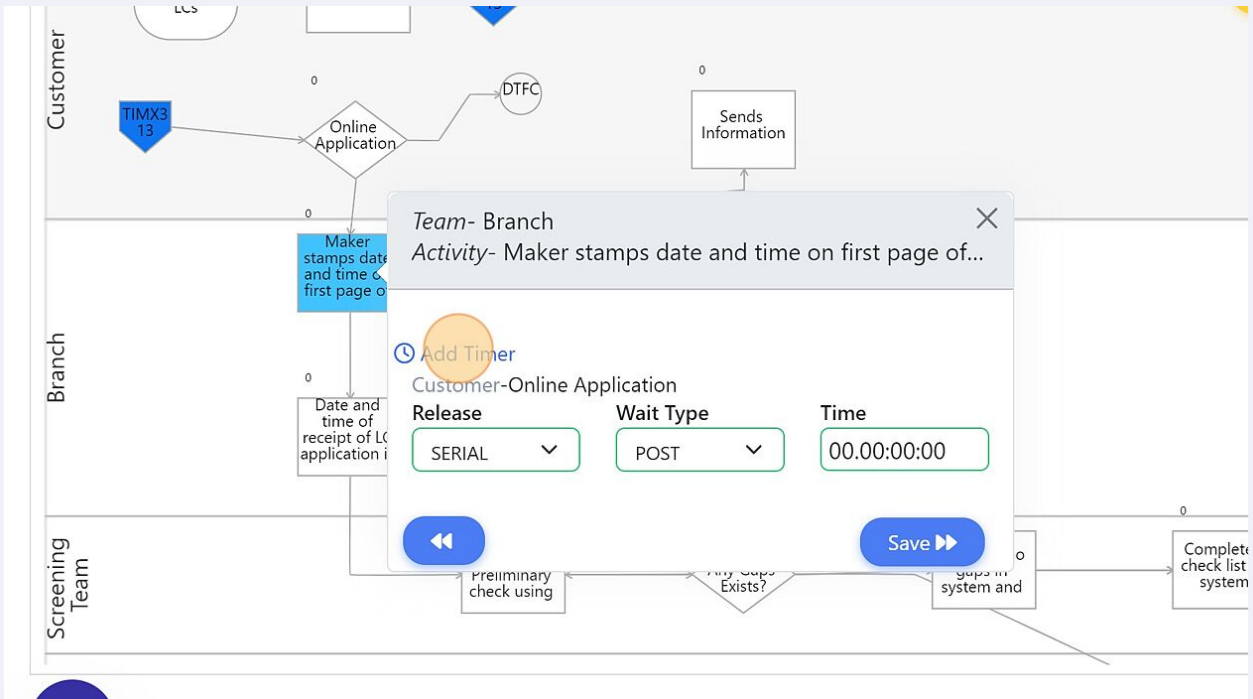 LCs
13
Customer
0
TIMX3
13
Online
Application
DTFC
0
Sends
Information
0
Maker
stamps date
and time
first page o
Team- Branch
Activity- Maker stamps date and time on first page of...
Add Timer
Customer-Online Application
Release
Wait Type
Time
SERIAL
POST
00.00:00:00
Save
Branch
0
Date and
time of
receipt of LC
application i
Screening
Team
Preliminary
check using
Any Gaps
Exists?
o
gaps in
system and
0
Complete
check list
system